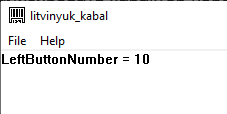 litvinyuk_kabal
File Help
LeftButtonNumber = 10